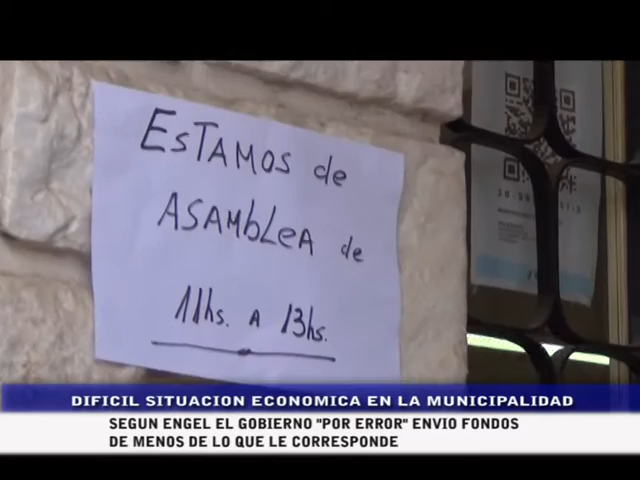 EsTAMOS de
ASAMbLeA de
11hs. A 13hs.
DIFICIL SITUACION ECONOMICA EN LA MUNICIPALIDAD
SEGUN ENGEL EL GOBIERNO "POR ERROR" ENVIO FONDOS
DE MENOS DE LO QUE LE CORRESPONDE